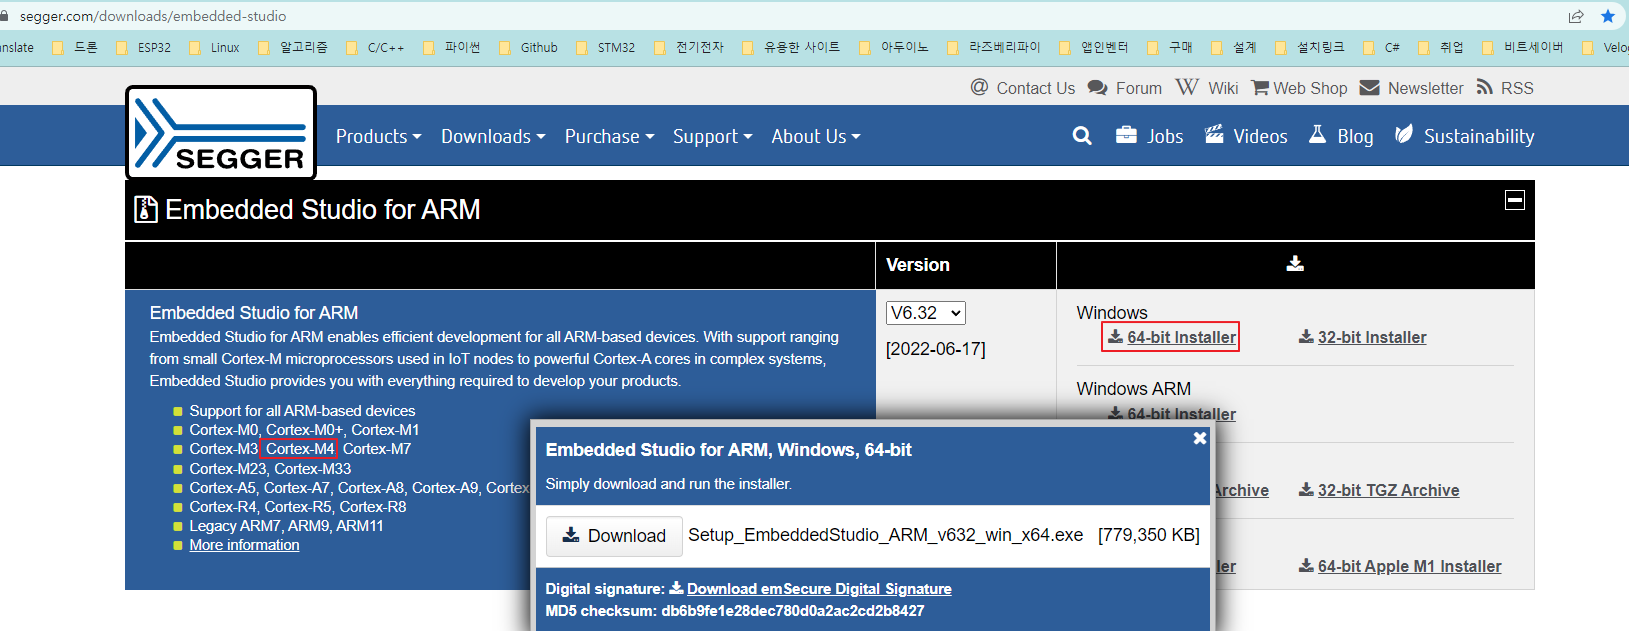 segger.com/downloads/embedded-studio
anslate 드론 ESP32 Linux 알고리즘 C/C++ 파이썬 Github STM32 전기전자 유용한 사이트 아두이노 라즈베리파이 앱인벤터 구매 설계 설치링크 C# 취업 비트세이버 Velog
@ Contact Us Forum W Wiki Web Shop Newsletter RSS
SEGGER
Products Downloads Purchase Support About Us Jobs Videos Blog Sustainability
Embedded Studio for ARM
Version
Embedded Studio for ARM
Embedded Studio for ARM enables efficient development for all ARM-based devices. With support ranging
from small Cortex-M microprocessors used in IoT nodes to powerful Cortex-A cores in complex systems,
Embedded Studio provides you with everything required to develop your products.
Support for all ARM-based devices
Cortex-M0, Cortex-M0+, Cortex-M1
Cortex-M3 Cortex-M4 Cortex-M7
Cortex-M23, Cortex-M33
Cortex-A5, Cortex-A7, Cortex-A8, Cortex-A9, Cortex
Cortex-R4, Cortex-R5, Cortex-R8
Legacy ARM7, ARM9, ARM11
More information
V6.32
[2022-06-17]
Windows
64-bit Installer 32-bit Installer
Windows ARM
64-bit Installer
Archive 32-bit TGZ Archive
ler 64-bit Apple M1 Installer
Embedded Studio for ARM, Windows, 64-bit
Simply download and run the installer.
Download Setup_EmbeddedStudio_ARM_v632_win_x64.exe [779,350 KB]
Digital signature: Download emSecure Digital Signature
MD5 checksum: db6b9fe1e28dec780d0a2ac2cd2b8427